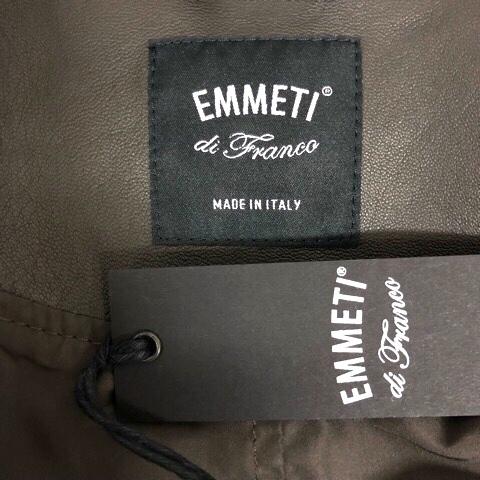 EMMETI®
di Franco
MADE IN ITALY
EMMETI®
di Franco